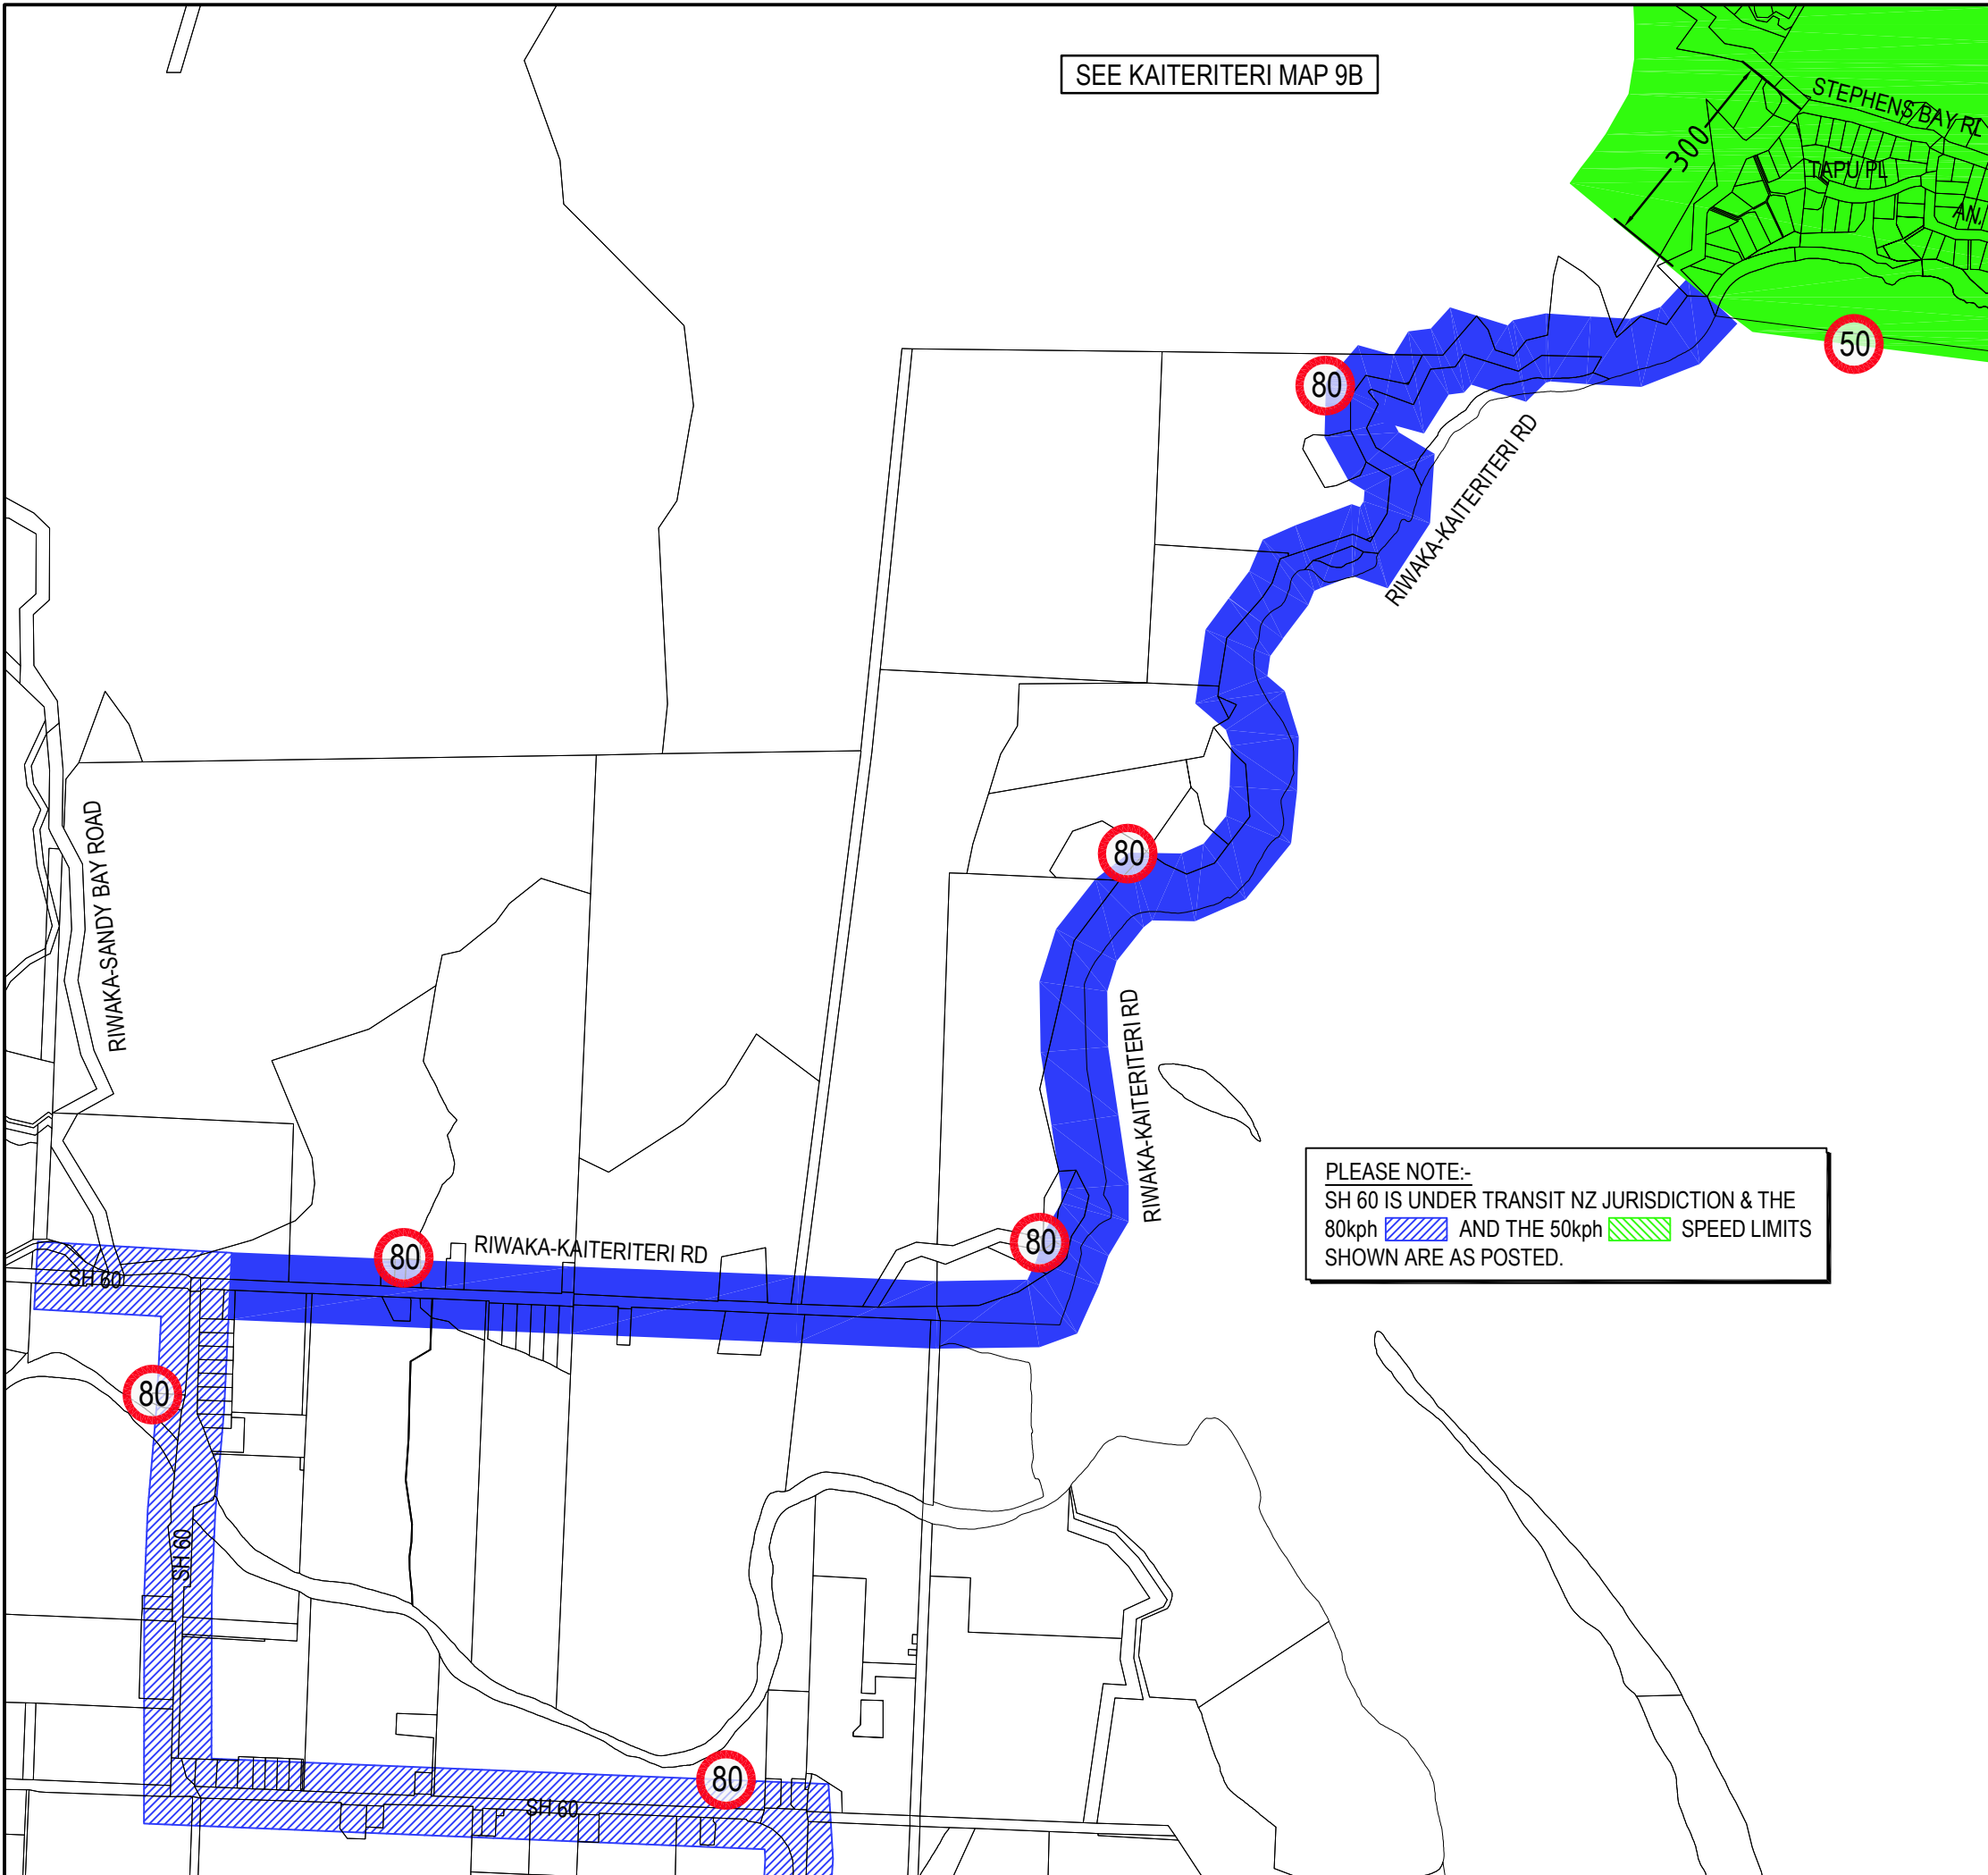 SEE KAITERITERI MAP 9B
STEPHENS BAY RD
300
TAPU PL
50
80
RIWAKA-KAITERITERI RD
80
RIWAKA-SANDY BAY ROAD
RIWAKA-KAITERITERI RD
PLEASE NOTE:-
SH 60 IS UNDER TRANSIT NZ JURISDICTION & THE
80kph AND THE 50kph SPEED LIMITS
SHOWN ARE AS POSTED.
80
RIWAKA-KAITERITERI RD
80
SH 60
80
SH 60
80
SH 60